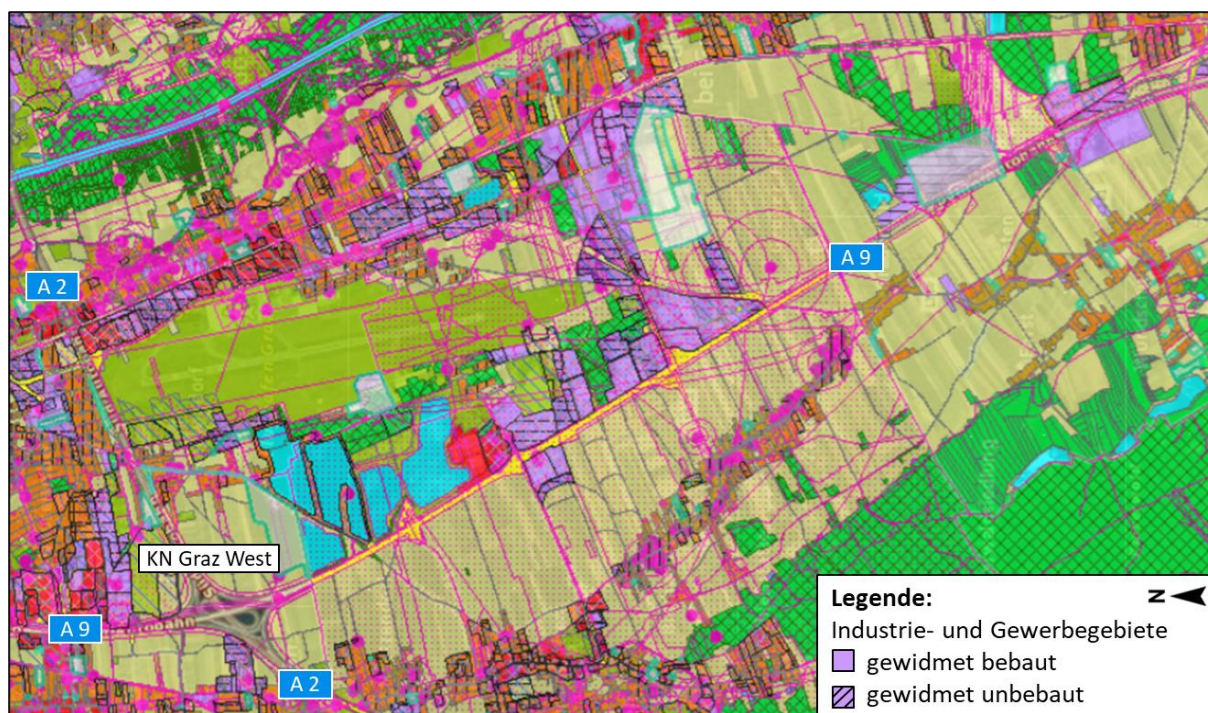 A 2
A 9
KN Graz West
A 9
A 2
Legende:
N
Industrie- und Gewerbegebiete
gewidmet bebaut
gewidmet unbebaut